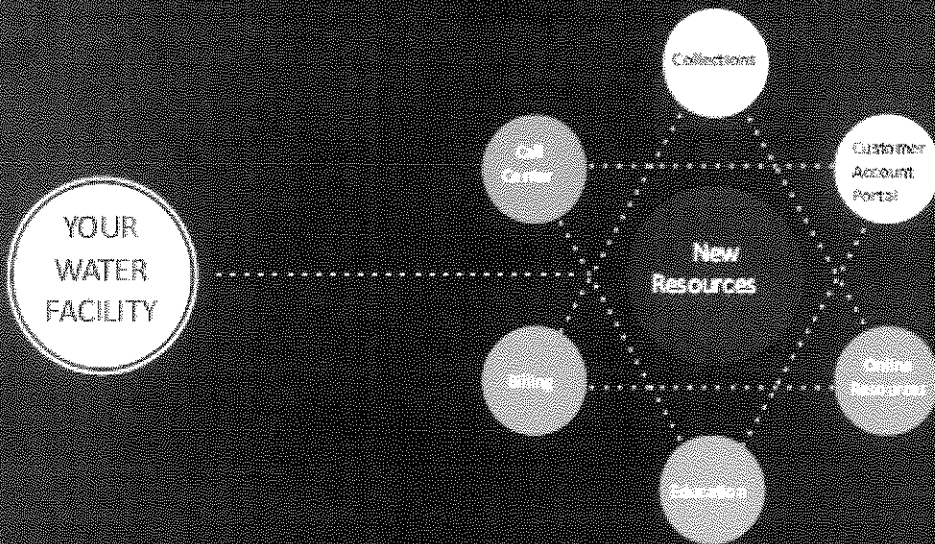 YOUR
WATER
FACILITY
Collections
Call
Center
Customer
Account
Portal
New
Resources
Billing
Online
Resources
Education